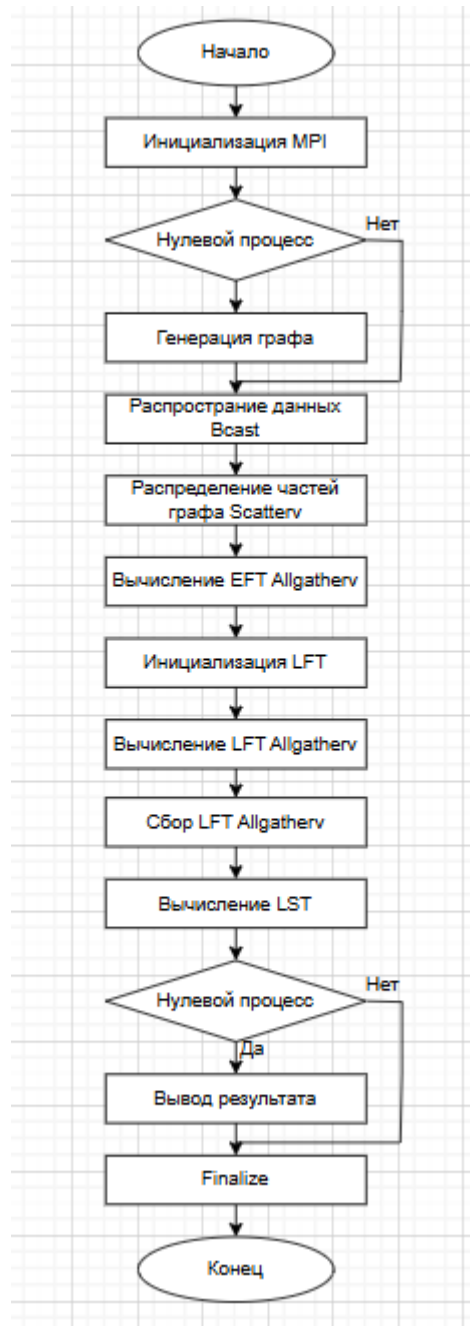 Начало
Инициализация MPI
Нулевой процесс
Нет
Генерация графа
Распострание данных
Bcast
Распределение частей
графа Scatterv
Вычисление EFT Allgatherv
Инициализация LFT
Вычисление LFT Allgatherv
Сбор LFT Allgatherv
Вычисление LST
Нулевой процесс
Нет
Да
Вывод результата
Finalize
Конец